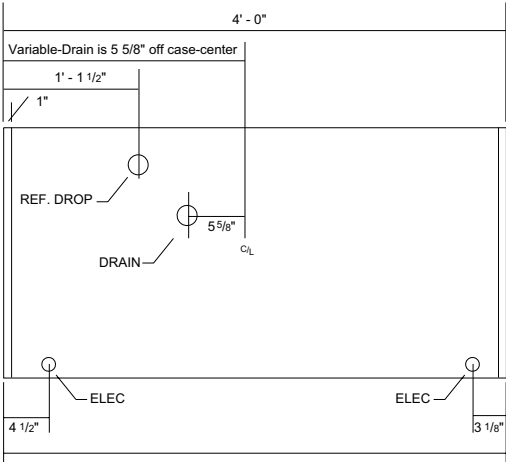 4' - 0"
Variable-Drain is 5 5/8" off case-center
1' - 1 1/2"
1"
REF. DROP
5 5/8"
C/L
DRAIN
ELEC
ELEC
4 1/2"
3 1/8"